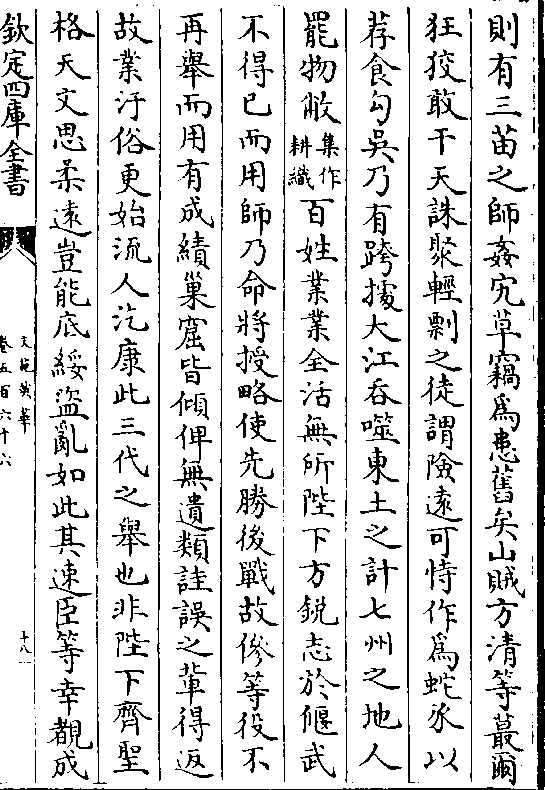 則有三苗之師姦宄草竊為患舊矣山賊方清等蕞爾
狂狡敢干天誅聚輕剽之徒謂險遠可恃作為蛇豕以
荐食勾吳乃有跨據大江吞噬東土之計七州之地人
罷物敝集作耕織百姓業業全活無所陛下方銳志於偃武
不得已而用師乃命將授略使先勝後戰故傪等役不
再舉而用有成績巢窟皆傾俾無遺類詿誤之輩得返
故業汙俗更始流人汔康此三代之舉也非陛下齊聖
格天文思柔遠豈能底綏盜亂如此其速臣等幸覩成
欽定四庫全書
文苑英華
卷五百六十六
十八